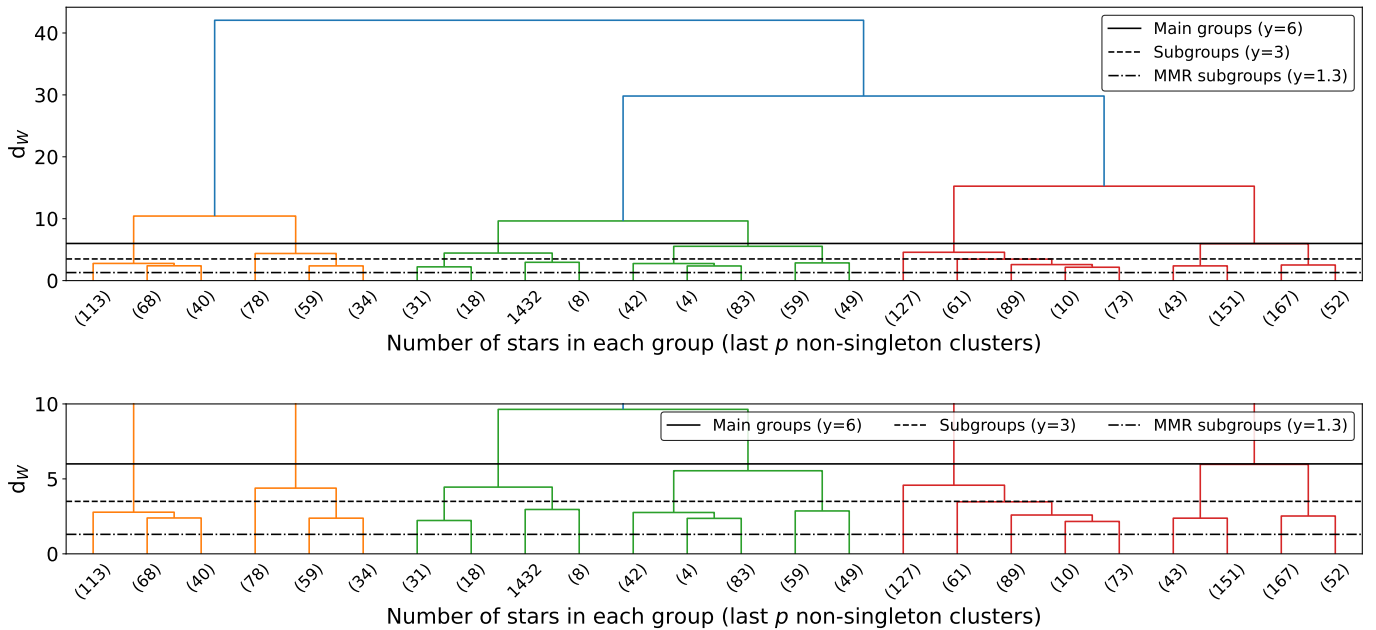 40
30
20
10
0
d_W
Main groups (y=6)
Subgroups (y=3)
MMR subgroups (y=1.3)
(113) (68) (40) (78) (59) (34) (31) (18) 1432 (8) (42) (4) (83) (59) (49) (127) (61) (89) (10) (73) (43) (151) (167) (52)
Number of stars in each group (last p non-singleton clusters)
10
5
0
d_W
Main groups (y=6) Subgroups (y=3) MMR subgroups (y=1.3)
(113) (68) (40) (78) (59) (34) (31) (18) 1432 (8) (42) (4) (83) (59) (49) (127) (61) (89) (10) (73) (43) (151) (167) (52)
Number of stars in each group (last p non-singleton clusters)